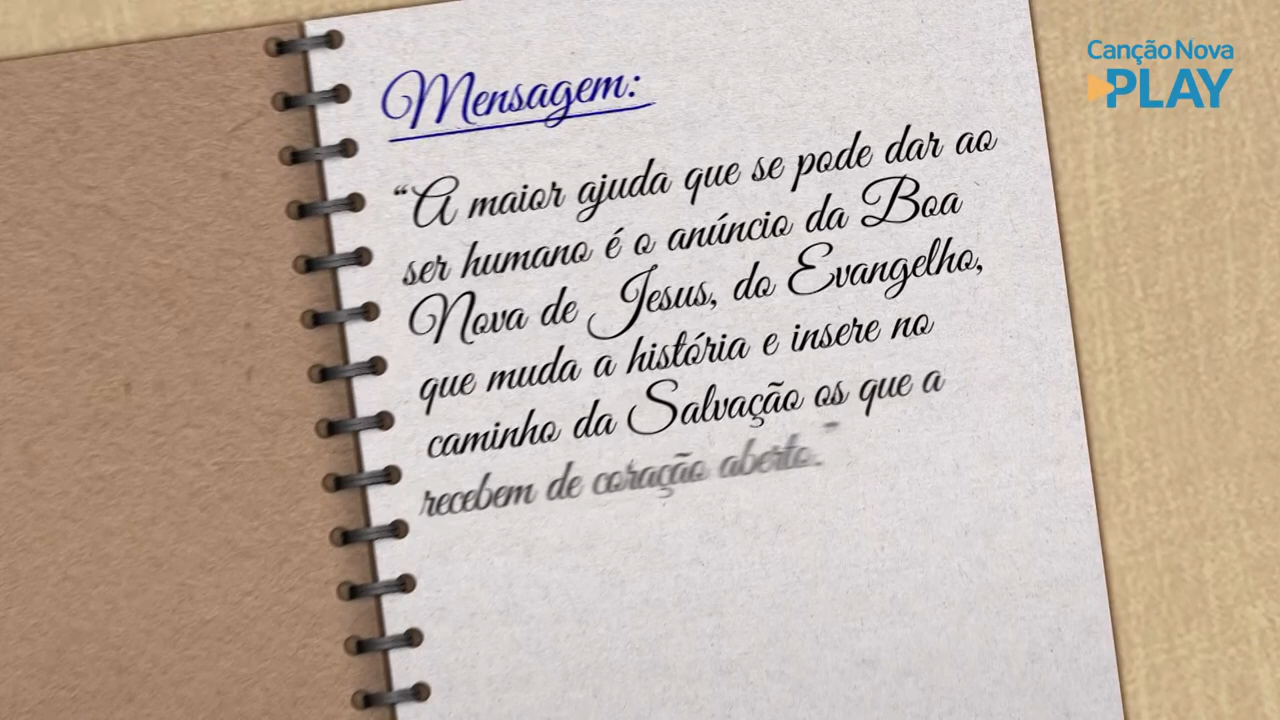 Canção Nova
PLAY
Mensagem:
“A maior ajuda que se pode dar ao
ser humano é o anúncio da Boa
Nova de Jesus, do Evangelho,
que muda a história e insere no
caminho da Salvação os que a
recebem de coração aberto.”